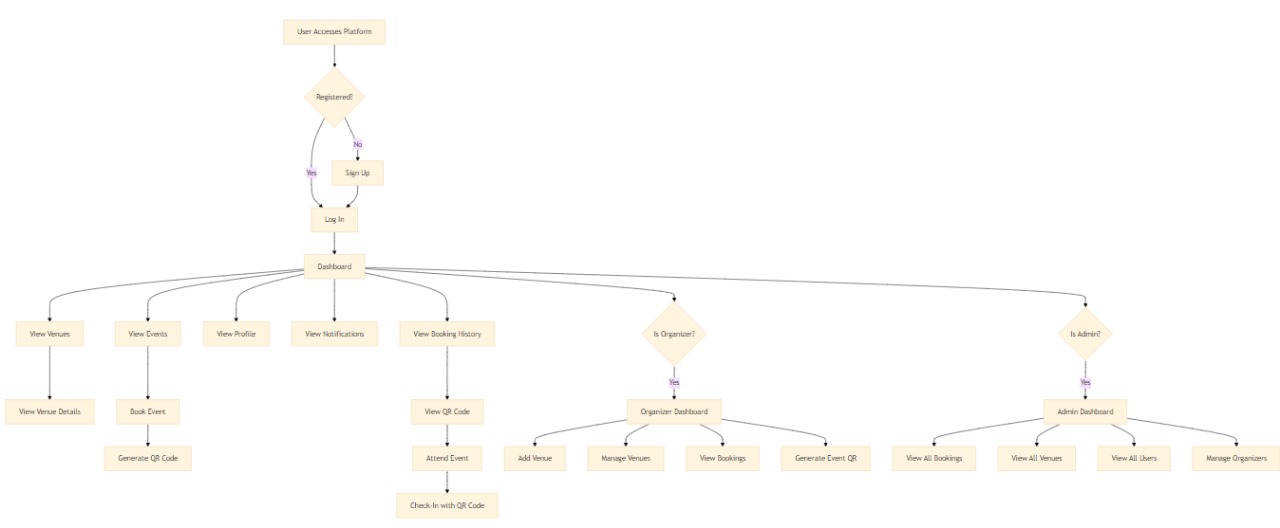 User Accesses Platform
Registered?
No
Yes
Sign Up
Log In
Dashboard
View Venues
View Events
View Profile
View Notifications
View Booking History
Is Organizer?
Is Admin?
Yes
Yes
View Venue Details
Book Event
View QR Code
Organizer Dashboard
Admin Dashboard
Generate QR Code
Attend Event
Add Venue
Manage Venues
View Bookings
Generate Event QR
View All Bookings
View All Venues
View All Users
Manage Organizers
Check-In with QR Code